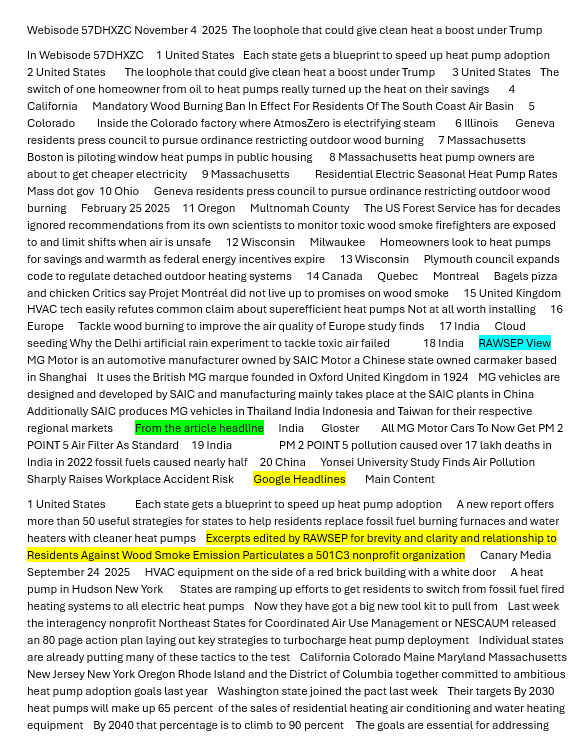 Webisode 57DHXZC November 4 2025 The loophole that could give clean heat a boost under Trump
In Webisode 57DHXZC 1 United States Each state gets a blueprint to speed up heat pump adoption
2 United States The loophole that could give clean heat a boost under Trump 3 United States The
switch of one homeowner from oil to heat pumps really turned up the heat on their savings 4
California Mandatory Wood Burning Ban In Effect For Residents Of The South Coast Air Basin 5
Colorado Inside the Colorado factory where AtmosZero is electrifying steam 6 Illinois Geneva
residents press council to pursue ordinance restricting outdoor wood burning 7 Massachusetts
Boston is piloting window heat pumps in public housing 8 Massachusetts heat pump owners are
about to get cheaper electricity 9 Massachusetts Residential Electric Seasonal Heat Pump Rates
Mass dot gov 10 Ohio Geneva residents press council to pursue ordinance restricting outdoor wood
burning February 25 2025 11 Oregon Multnomah County The US Forest Service has for decades
ignored recommendations from its own scientists to monitor toxic wood smoke firefighters are exposed
to and limit shifts when air is unsafe 12 Wisconsin Milwaukee Homeowners look to heat pumps
for savings and warmth as federal energy incentives expire 13 Wisconsin Plymouth council expands
code to regulate detached outdoor heating systems 14 Canada Quebec Montreal Bagels pizza
and chicken Critics say Projet Montréal did not live up to promises on wood smoke 15 United Kingdom
HVAC tech easily refutes common claim about superefficient heat pumps Not at all worth installing 16
Europe Tackle wood burning to improve the air quality of Europe study finds 17 India Cloud
seeding Why the Delhi artificial rain experiment to tackle toxic air failed 18 India RAWSEP View
MG Motor is an automotive manufacturer owned by SAIC Motor a Chinese state owned carmaker based
in Shanghai It uses the British MG marque founded in Oxford United Kingdom in 1924 MG vehicles are
designed and developed by SAIC and manufacturing mainly takes place at the SAIC plants in China
Additionally SAIC produces MG vehicles in Thailand India Indonesia and Taiwan for their respective
regional markets From the article headline India Gloster All MG Motor Cars To Now Get PM 2
POINT 5 Air Filter As Standard 19 India PM 2 POINT 5 pollution caused over 17 lakh deaths in
India in 2022 fossil fuels caused nearly half 20 China Yonsei University Study Finds Air Pollution
Sharply Raises Workplace Accident Risk Google Headlines Main Content
1 United States Each state gets a blueprint to speed up heat pump adoption A new report offers
more than 50 useful strategies for states to help residents replace fossil fuel burning furnaces and water
heaters with cleaner heat pumps Excerpts edited by RAWSEP for brevity and clarity and relationship to
Residents Against Wood Smoke Emission Particulates a 501C3 nonprofit organization Canary Media
September 24 2025 HVAC equipment on the side of a red brick building with a white door A heat
pump in Hudson New York States are ramping up efforts to get residents to switch from fossil fuel fired
heating systems to all electric heat pumps Now they have got a big new tool kit to pull from Last week
the interagency nonprofit Northeast States for Coordinated Air Use Management or NESCAUM released
an 80 page action plan laying out key strategies to turbocharge heat pump deployment Individual states
are already putting many of these tactics to the test California Colorado Maine Maryland Massachusetts
New Jersey New York Oregon Rhode Island and the District of Columbia together committed to ambitious
heat pump adoption goals last year Washington state joined the pact last week Their targets By 2030
heat pumps will make up 65 percent of the sales of residential heating air conditioning and water heating
equipment By 2040 that percentage is to climb to 90 percent The goals are essential for addressing